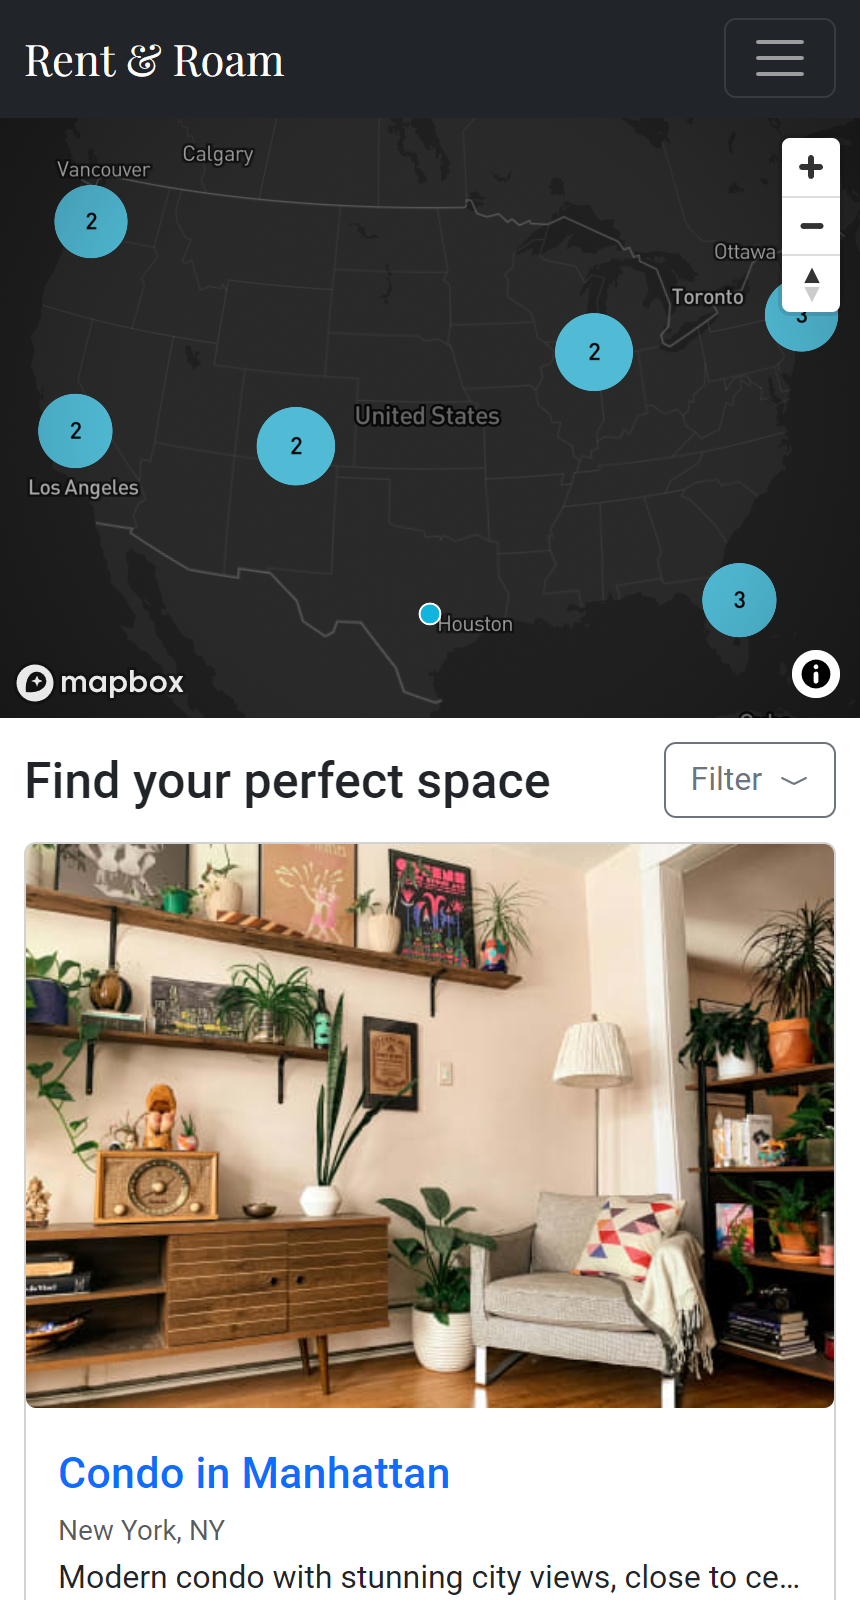 Rent & Roam
Calgary
Vancouver
2
Ottawa
Toronto
3
2
United States
2
2
Los Angeles
3
Houston
mapbox
Find your perfect space
Filter
Condo in Manhattan
New York, NY
Modern condo with stunning city views, close to ce…